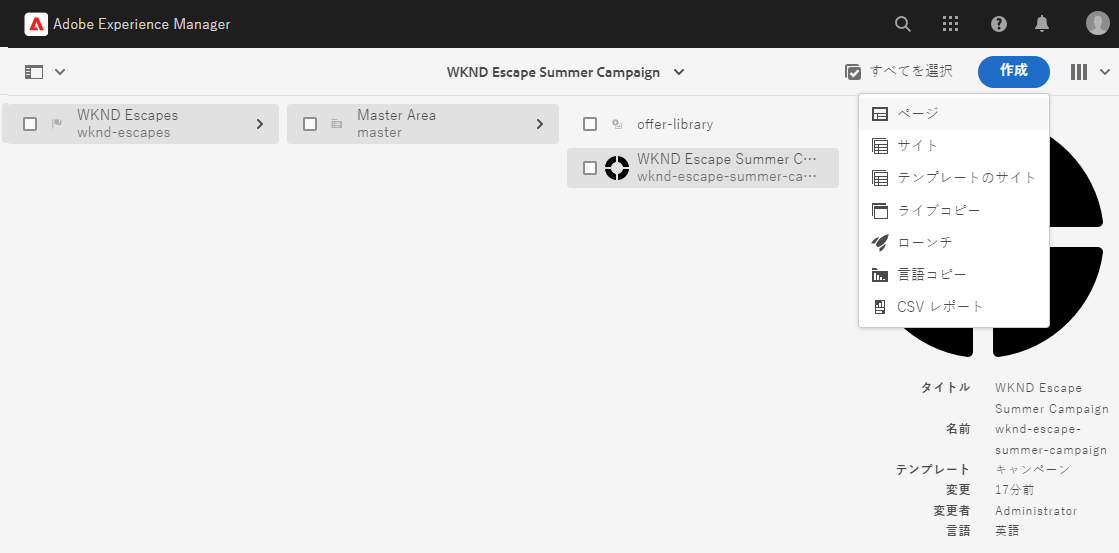 Adobe Experience Manager
WKND Escape Summer Campaign
すべてを選択
作成
WKND Escapes
wknd-escapes
Master Area
master
offer-library
WKND Escape Summer C…
wknd-escape-summer-ca…
ページ
サイト
テンプレートのサイト
ライブコピー
ローンチ
言語コピー
CSV レポート
タイトル WKND Escape
Summer Campaign
名前 wknd-escape-
summer-campaign
テンプレート キャンペーン
変更 17分前
変更者 Administrator
言語 英語